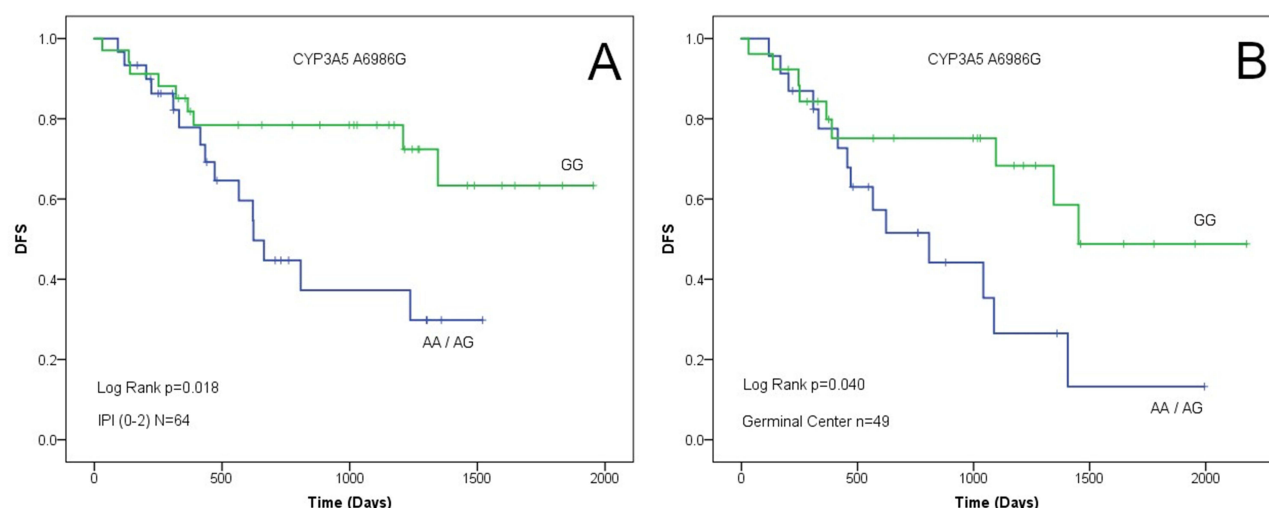 CYP3A5 A6986G
A
1.0
0.8
0.6
0.4
0.2
0.0
DFS
GG
AA / AG
Log Rank p=0.018
IPI (0-2) N=64
0
500
1000
1500
2000
Time (Days)
CYP3A5 A6986G
B
1.0
0.8
0.6
0.4
0.2
0.0
DFS
GG
AA / AG
Log Rank p=0.040
Germinal Center n=49
0
500
1000
1500
2000
Time (Days)